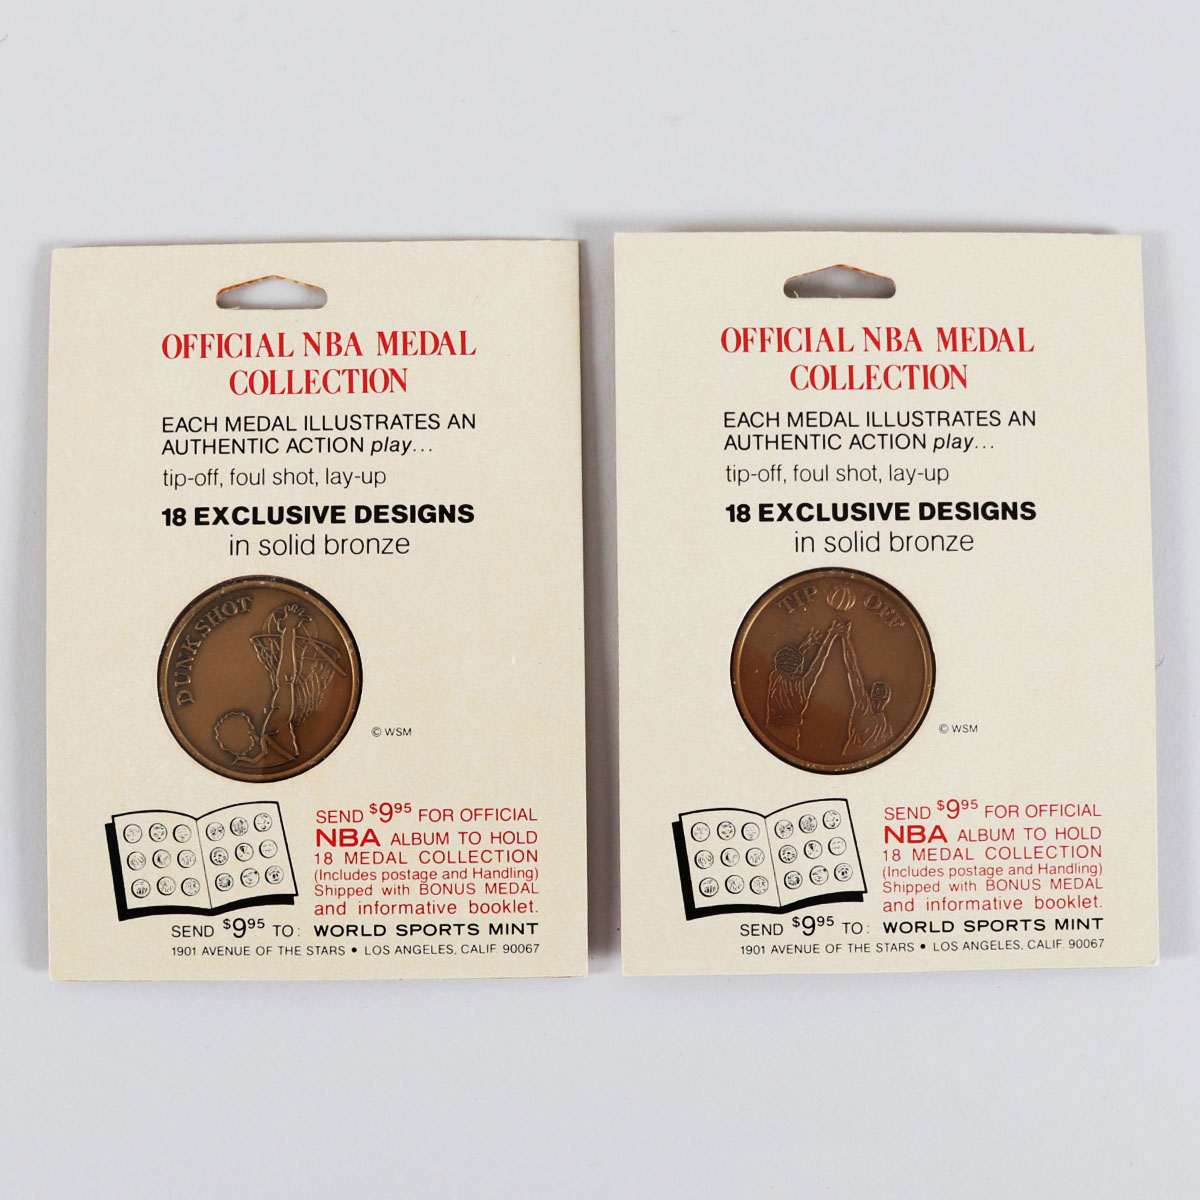 OFFICIAL NBA MEDAL
COLLECTION
EACH MEDAL ILLUSTRATES AN
AUTHENTIC ACTION play...
tip-off, foul shot, lay-up
18 EXCLUSIVE DESIGNS
in solid bronze
DUNK SHOT
© WSM
SEND $9.95 FOR OFFICIAL
NBA ALBUM TO HOLD
18 MEDAL COLLECTION
(Includes postage and Handling)
Shipped with BONUS MEDAL
and informative booklet.
SEND $9.95 TO: WORLD SPORTS MINT
1901 AVENUE OF THE STARS • LOS ANGELES, CALIF. 90067
OFFICIAL NBA MEDAL
COLLECTION
EACH MEDAL ILLUSTRATES AN
AUTHENTIC ACTION play...
tip-off, foul shot, lay-up
18 EXCLUSIVE DESIGNS
in solid bronze
TIP OFF
© WSM
SEND $9.95 FOR OFFICIAL
NBA ALBUM TO HOLD
18 MEDAL COLLECTION
(Includes postage and Handling)
Shipped with BONUS MEDAL
and informative booklet.
SEND $9.95 TO: WORLD SPORTS MINT
1901 AVENUE OF THE STARS • LOS ANGELES, CALIF. 90067